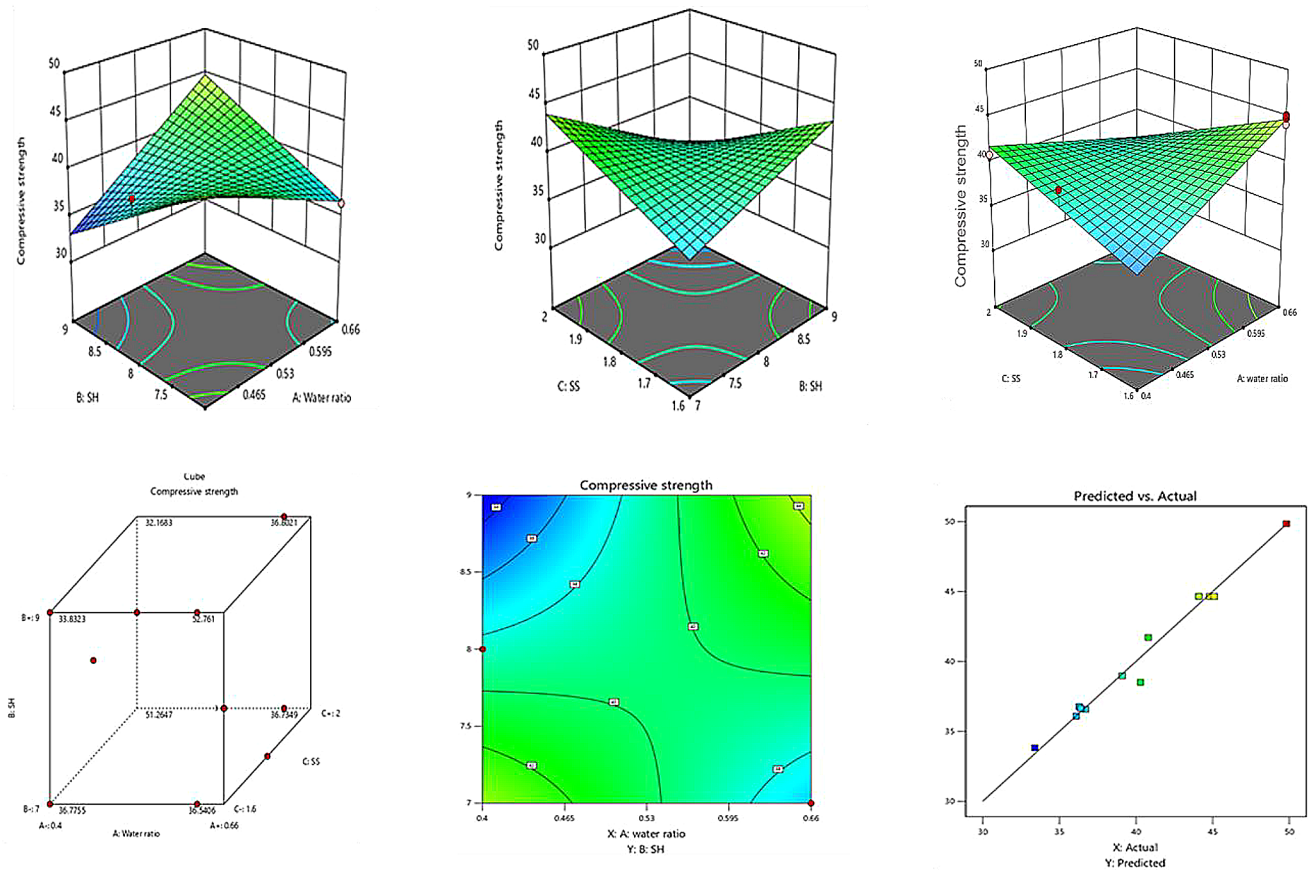 50
45
40
35
30
Compressive strength
9
8.5
8
7.5
B: SH
0.465
0.53
0.595
0.66
A: Water ratio
50
45
40
35
30
Compressive strength
2
1.9
1.8
1.7
1.6
C: SS
7
7.5
8
8.5
9
B: SH
50
45
40
35
30
Compressive strength
2
1.9
1.8
1.7
1.6
C: SS
0.4
0.465
0.53
0.595
0.66
A: water ratio
Cube
Compressive strength
32.1683
36.8021
B+: 9
33.8323
52.761
B: SH
51.2647
36.7349
C+: 2
C: SS
B-: 7
36.7755
36.5406
C-: 1.6
A-: 0.4
A+: 0.66
A: Water ratio
Compressive strength
9
8.5
8
7.5
7
0.4
0.465
0.53
0.595
0.66
X: A: water ratio
Y: B: SH
Predicted vs. Actual
50
45
40
35
30
30
35
40
45
50
X: Actual
Y: Predicted